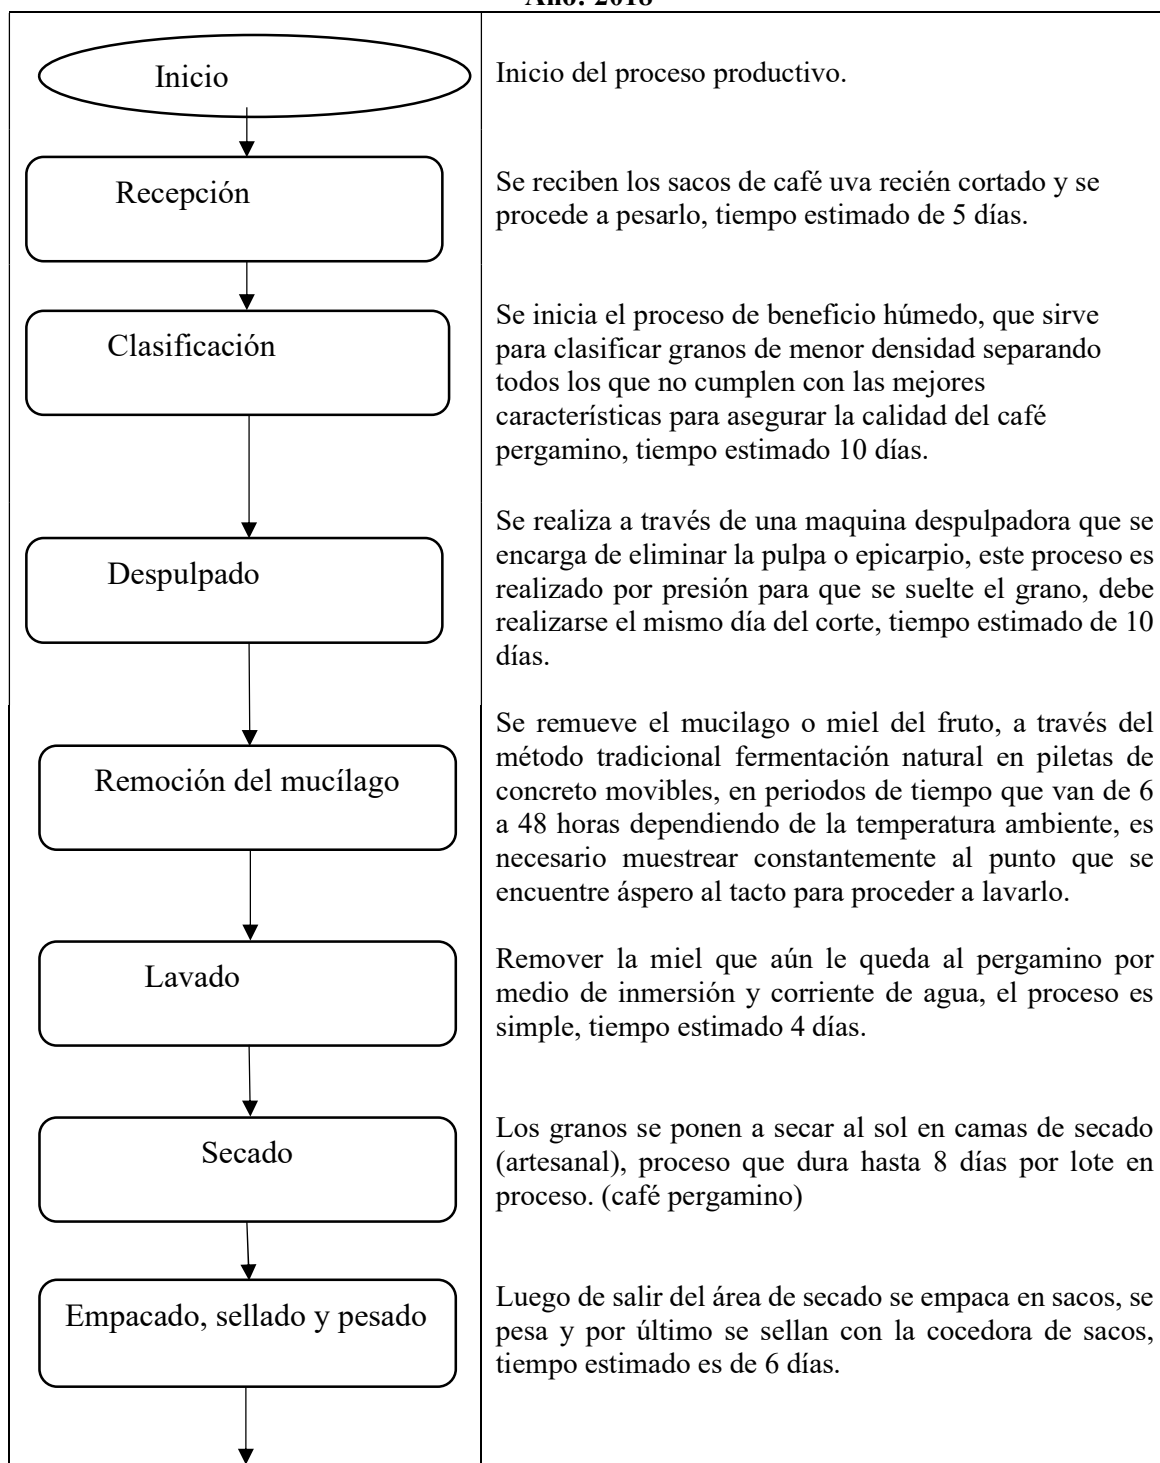 Año: 2018
Inicio
Inicio del proceso productivo.
Recepción
Se reciben los sacos de café uva recién cortado y se
procede a pesarlo, tiempo estimado de 5 días.
Clasificación
Se inicia el proceso de beneficio húmedo, que sirve
para clasificar granos de menor densidad separando
todos los que no cumplen con las mejores
características para asegurar la calidad del café
pergamino, tiempo estimado 10 días.
Despulpado
Se realiza a través de una maquina despulpadora que se
encarga de eliminar la pulpa o epicarpio, este proceso es
realizado por presión para que se suelte el grano, debe
realizarse el mismo día del corte, tiempo estimado de 10
días.
Remoción del mucílago
Se remueve el mucilago o miel del fruto, a través del
método tradicional fermentación natural en piletas de
concreto movibles, en periodos de tiempo que van de 6
a 48 horas dependiendo de la temperatura ambiente, es
necesario muestrear constantemente al punto que se
encuentre áspero al tacto para proceder a lavarlo.
Lavado
Remover la miel que aún le queda al pergamino por
medio de inmersión y corriente de agua, el proceso es
simple, tiempo estimado 4 días.
Secado
Los granos se ponen a secar al sol en camas de secado
(artesanal), proceso que dura hasta 8 días por lote en
proceso. (café pergamino)
Empacado, sellado y pesado
Luego de salir del área de secado se empaca en sacos, se
pesa y por último se sellan con la cocedora de sacos,
tiempo estimado es de 6 días.